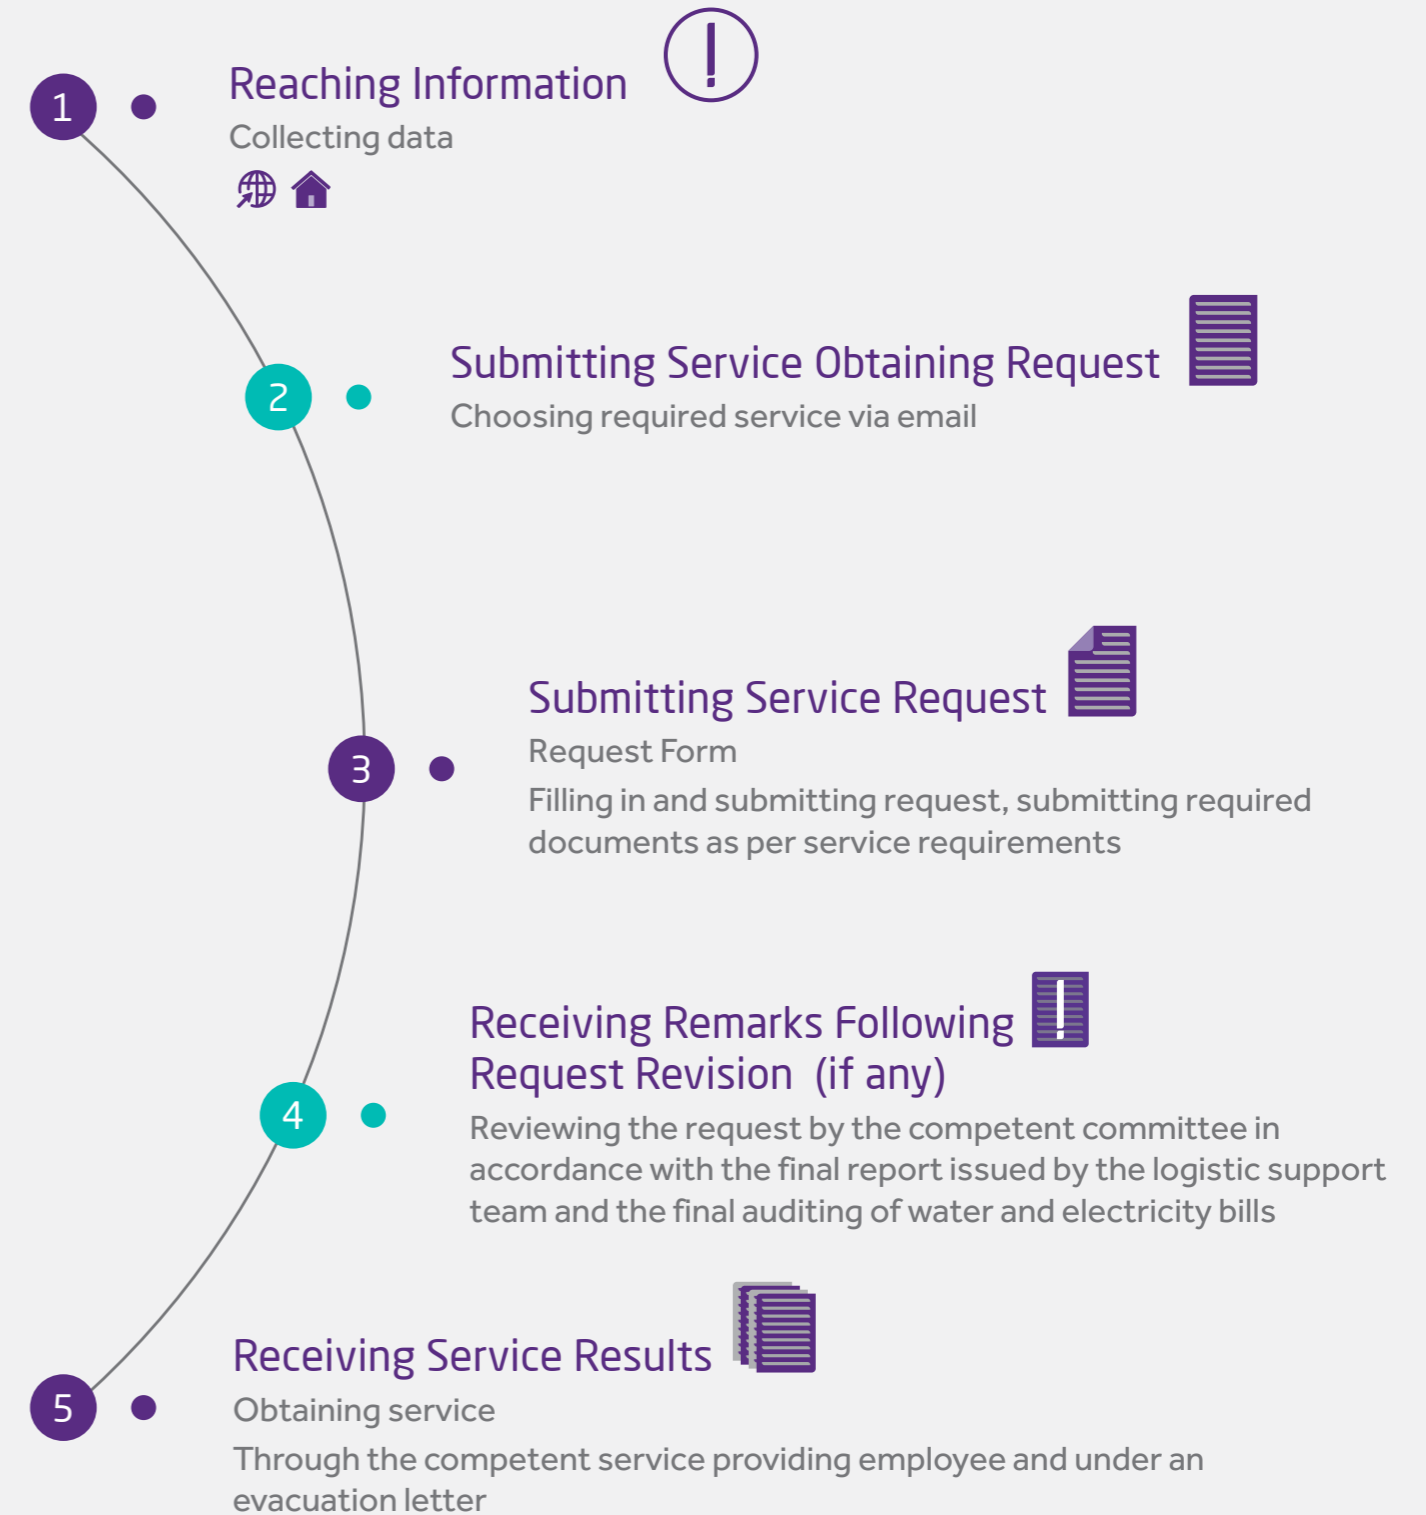 1
Reaching Information
Collecting data
2
Submitting Service Obtaining Request
Choosing required service via email
3
Submitting Service Request
Request Form
Filling in and submitting request, submitting required
documents as per service requirements
4
Receiving Remarks Following
Request Revision (if any)
Reviewing the request by the competent committee in
accordance with the final report issued by the logistic support
team and the final auditing of water and electricity bills
5
Receiving Service Results
Obtaining service
Through the competent service providing employee and under an
evacuation letter